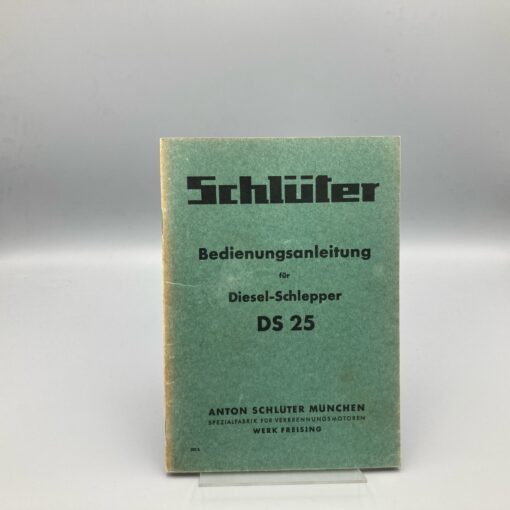 Schlüter
Bedienungsanleitung
für
Diesel-Schlepper
DS 25
ANTON SCHLÜTER MÜNCHEN
SPEZIALFABRIK FÜR VERBRENNUNGSMOTOREN
WERK FREISING